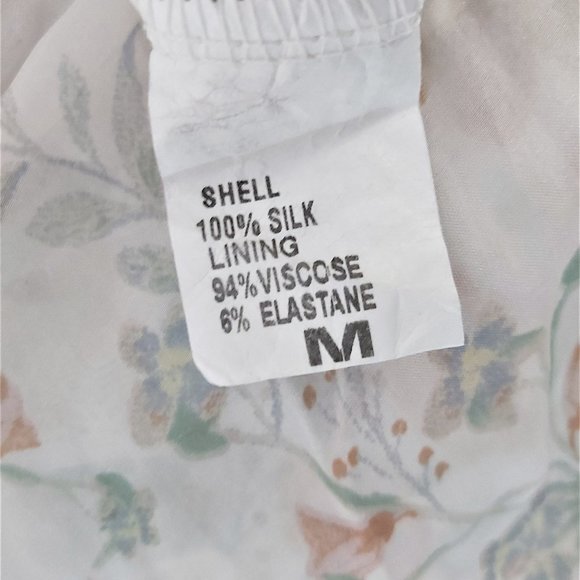 SHELL
100% SILK
LINING
94% VISCOSE
6% ELASTANE
M